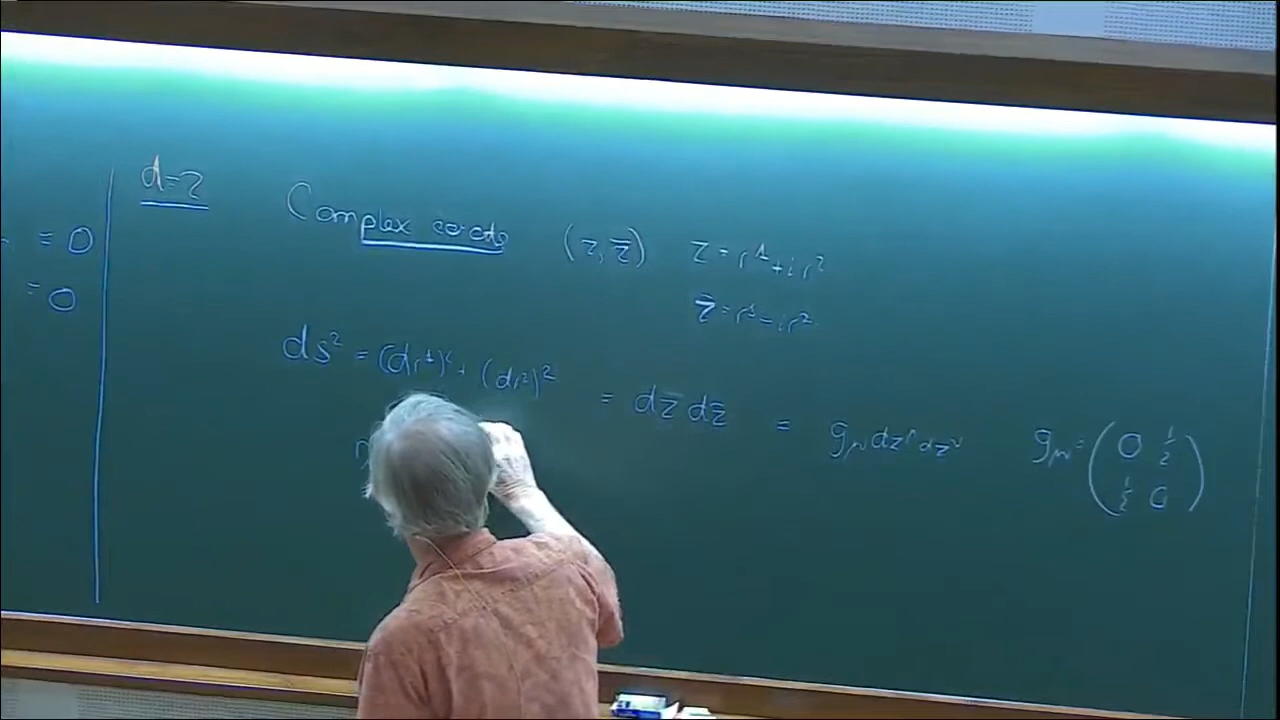 = 0
= 0
d=2
Complex coords (z, z̄) z = r¹ + i r²
z̄ = r¹ - i r²
ds² = (dr¹)² + (dr²)² = dz dz̄ = g_μν dz^μ dz^ν g_μν = (0 1/2
1/2 0)